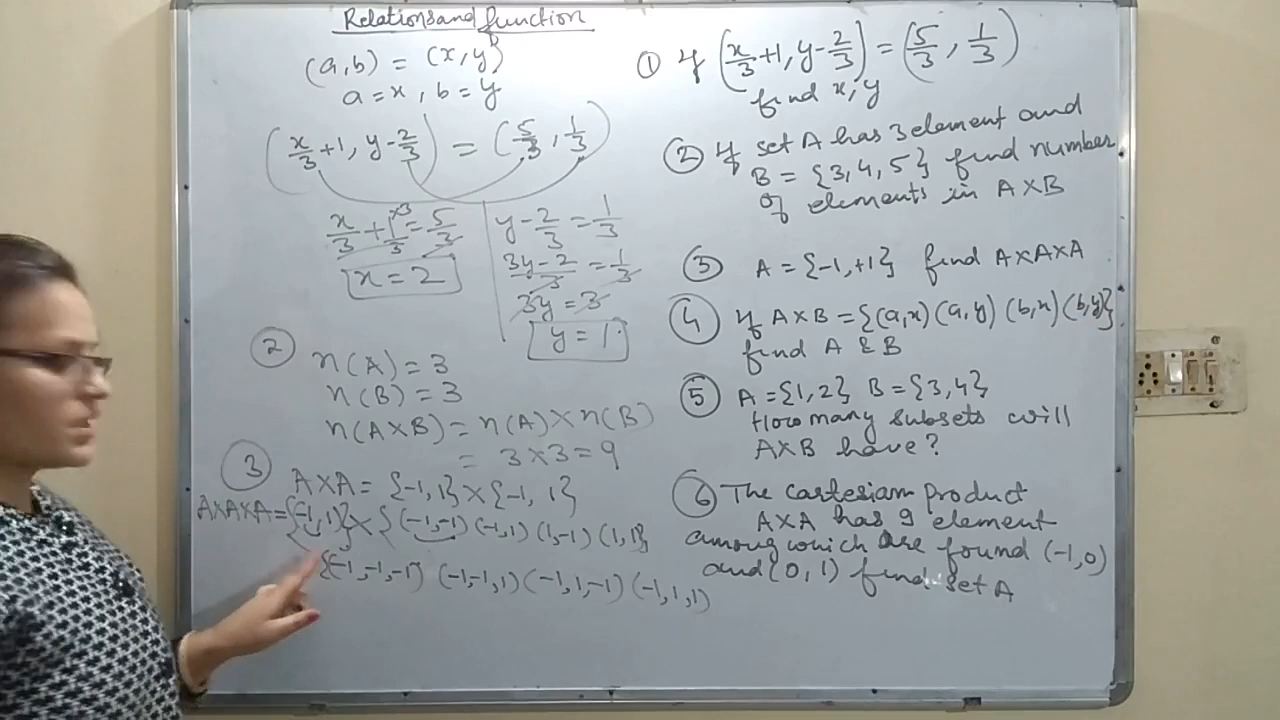 Relations and function
(a,b) = (x,y)
a=x, b=y
(x/3+1, y-2/3) = (5/3, 1/3)
x/3+1/3 ×3=5/3
x=2
y-2/3=1/3
3y-2/3=1/3
3y=3
y=1
②
n(A)=3
n(B)=3
n(A×B)= n(A)×n(B)
= 3×3=9
③
A×A= {-1,1}×{-1,1}
A×A×A={-1,1}×{(-1,-1)(-1,1)(1,-1)(1,1)}
{(-1,-1,-1) (-1,-1,1)(-1,1,-1)(-1,1,1)
① If (x/3+1, y-2/3)=(5/3, 1/3)
find x,y
② If set A has 3 element and
B={3,4,5} find number
of elements in A×B
③ A={-1,+1} find A×A×A
④ If A×B={(a,x)(a,y)(b,x)(b,y)}
find A & B
⑤ A={1,2} B={3,4}
How many subsets will
A×B have?
⑥ The cartesian product
A×A has 9 element
among which are found (-1,0)
and (0,1) find set A